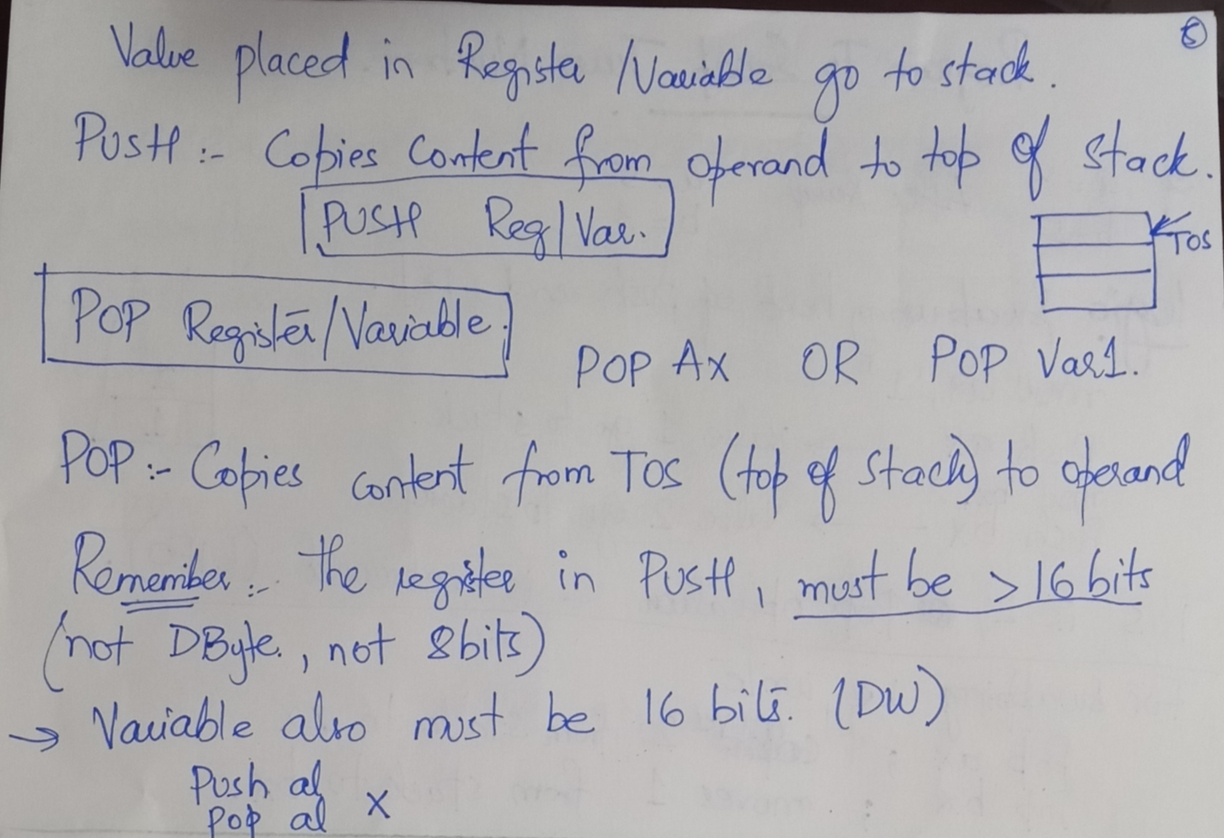 5
Value placed in Register/Variable go to stack.
PUSH :- Copies Content from operand to top of Stack.
PUSH Reg/Var.
TOS
POP Register/Variable.
POP AX OR POP Var1.
POP :- Copies content from TOS (top of Stack) to operand
Remember :- the register in PUSH, must be > 16 bits
(not DByte., not 8bits)
→ Variable also must be 16 bits. (DW)
Push al
Pop al x